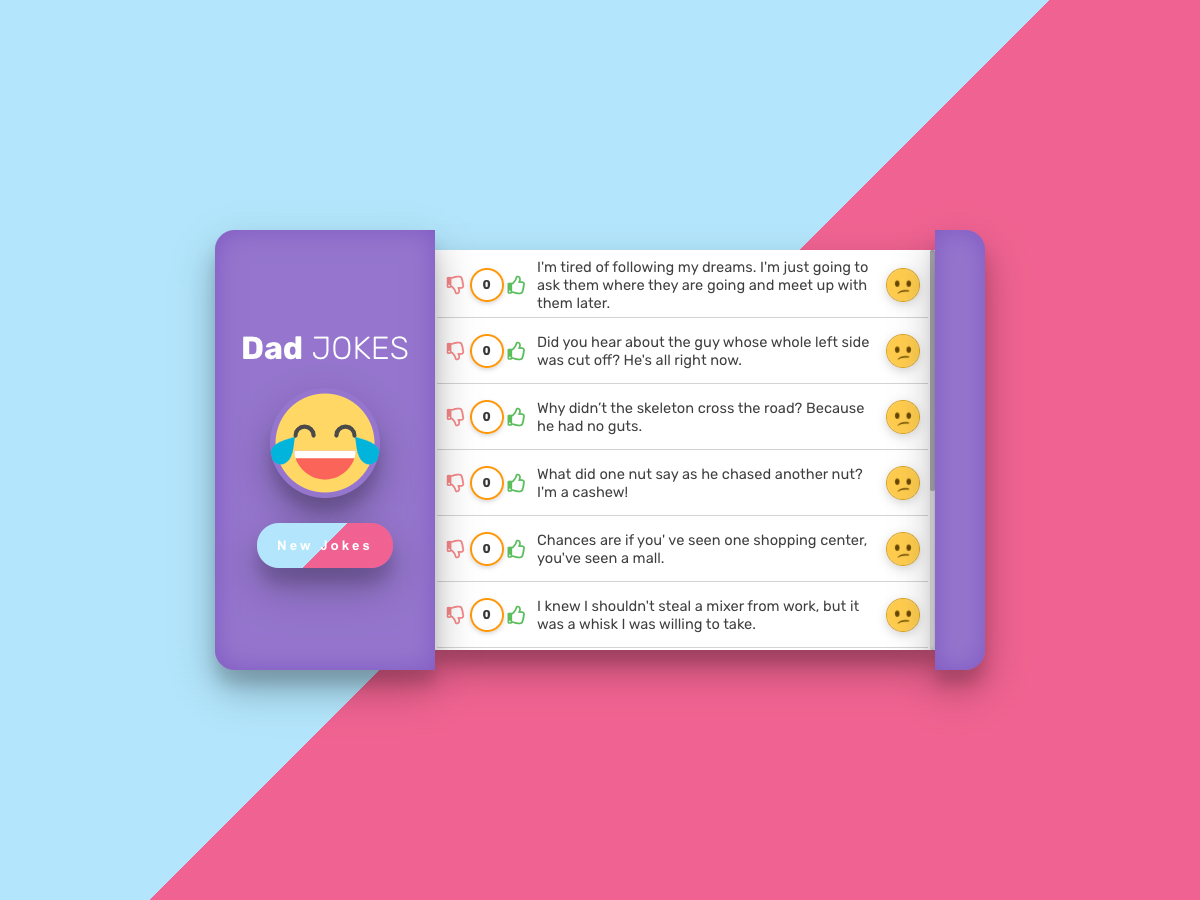 Dad JOKES
New Jokes
0
I'm tired of following my dreams. I'm just going to
ask them where they are going and meet up with
them later.
0
Did you hear about the guy whose whole left side
was cut off? He's all right now.
0
Why didn’t the skeleton cross the road? Because
he had no guts.
0
What did one nut say as he chased another nut?
I'm a cashew!
0
Chances are if you' ve seen one shopping center,
you've seen a mall.
0
I knew I shouldn't steal a mixer from work, but it
was a whisk I was willing to take.